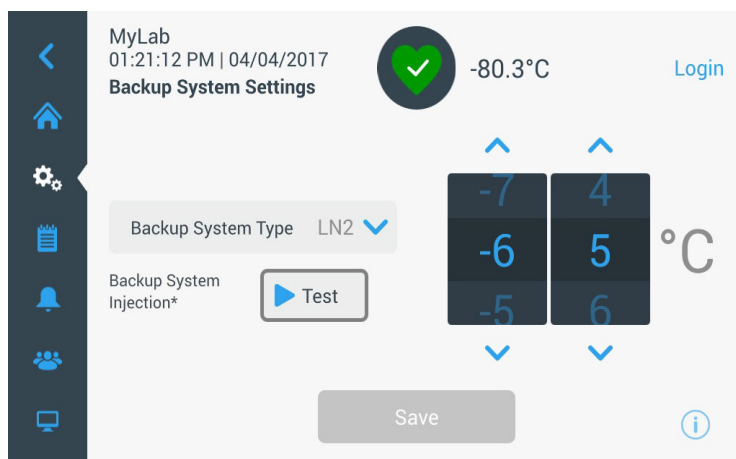 MyLab
01:21:12 PM | 04/04/2017
Backup System Settings
-80.3°C
Login
Backup System Type LN2
Backup System
Injection*
Test
-7 4
-6 5 °C
-5 6
Save
i